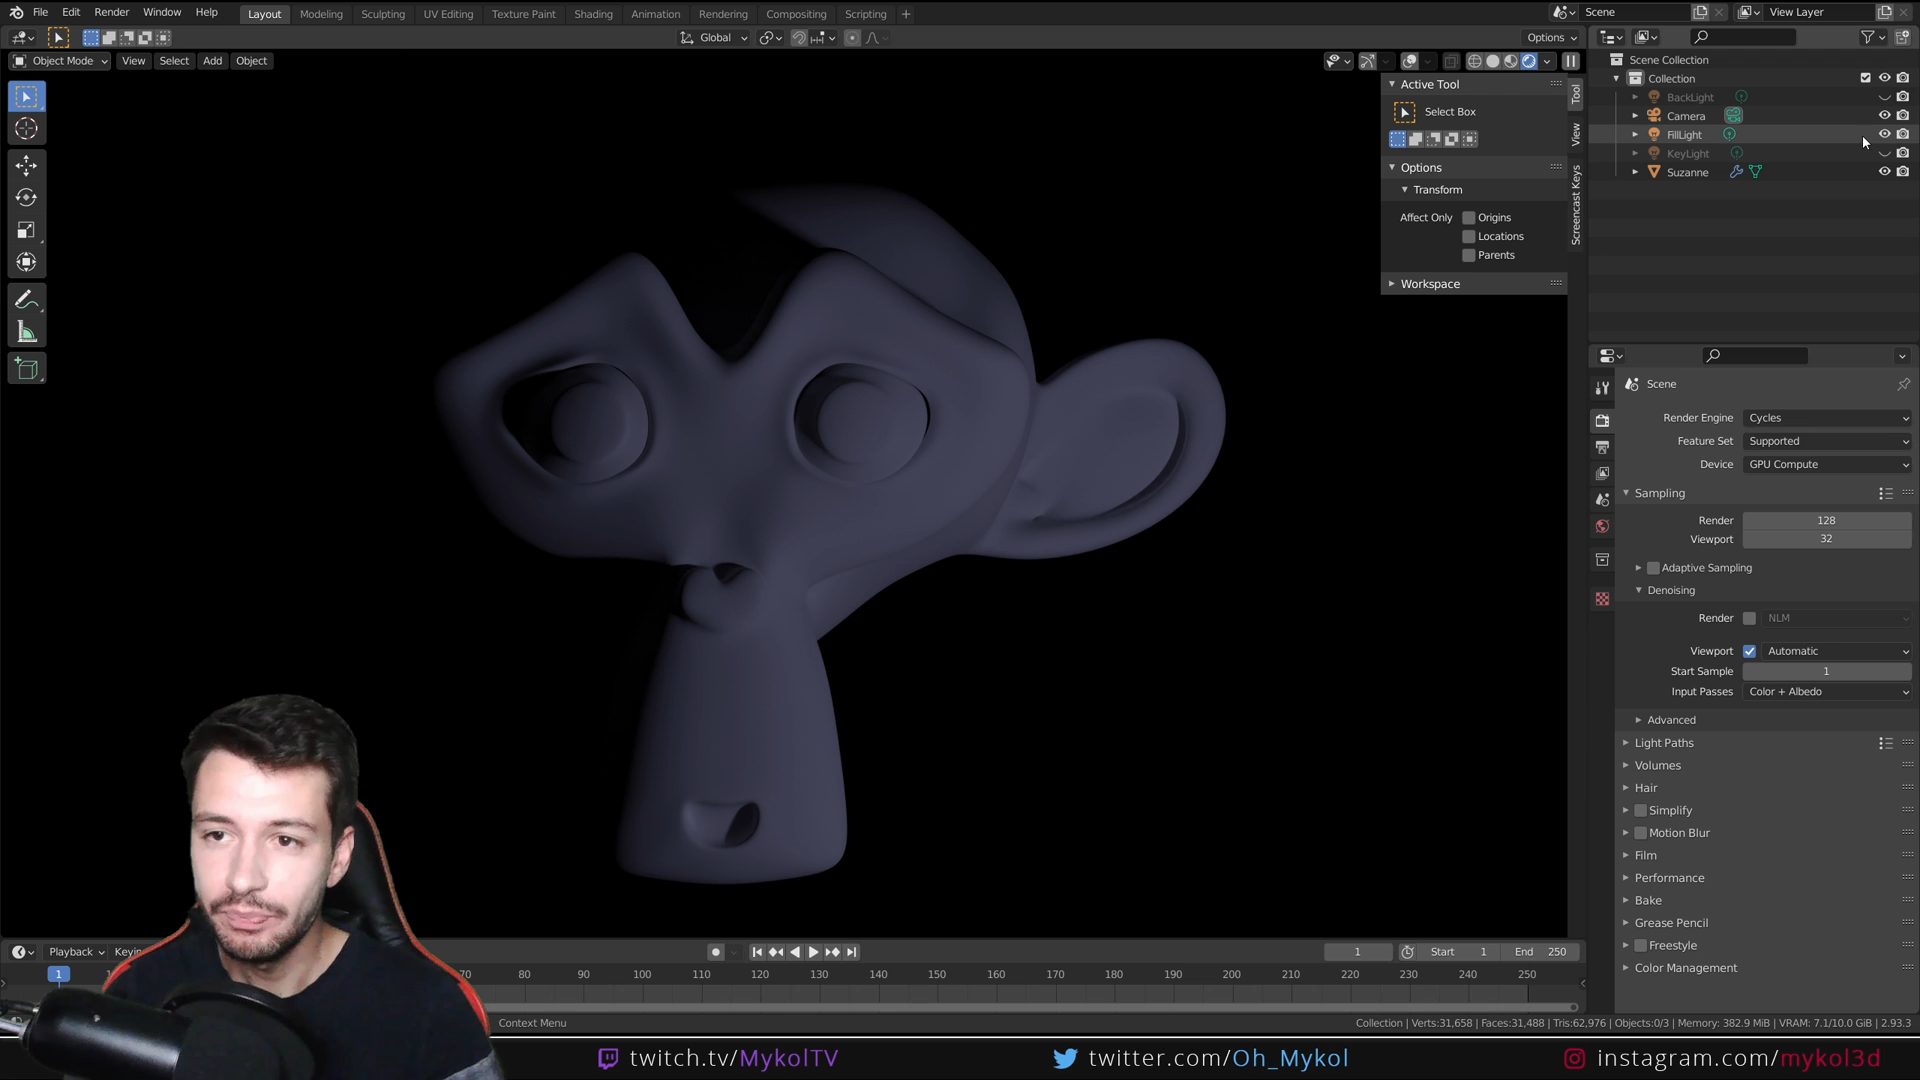 File Edit Render Window Help Layout Modeling Sculpting UV Editing Texture Paint Shading Animation Rendering Compositing Scripting + Scene View Layer
Global Options
Object Mode View Select Add Object
Active Tool
Select Box
Options
Transform
Affect Only Origins
Locations
Parents
Workspace
Tool
View
Screencast Keys
Scene Collection
Collection
BackLight
Camera
FillLight
KeyLight
Suzanne
Scene
Render Engine Cycles
Feature Set Supported
Device GPU Compute
Sampling
Render 128
Viewport 32
Adaptive Sampling
Denoising
Render NLM
Viewport Automatic
Start Sample 1
Input Passes Color + Albedo
Advanced
Light Paths
Volumes
Hair
Simplify
Motion Blur
Film
Performance
Bake
Grease Pencil
Freestyle
Color Management
Playback 1 Start 1 End 250
1 70 80 90 100 110 120 130 140 150 160 170 180 190 200 210 220 230 240 250
Context Menu Collection | Verts:31,658 | Faces:31,488 | Tris:62,976 | Objects:0/3 | Memory: 382.9 MiB | VRAM: 7.1/10.0 GiB | 2.93.3
twitch.tv/MykolTV twitter.com/Oh_Mykol instagram.com/mykol3d